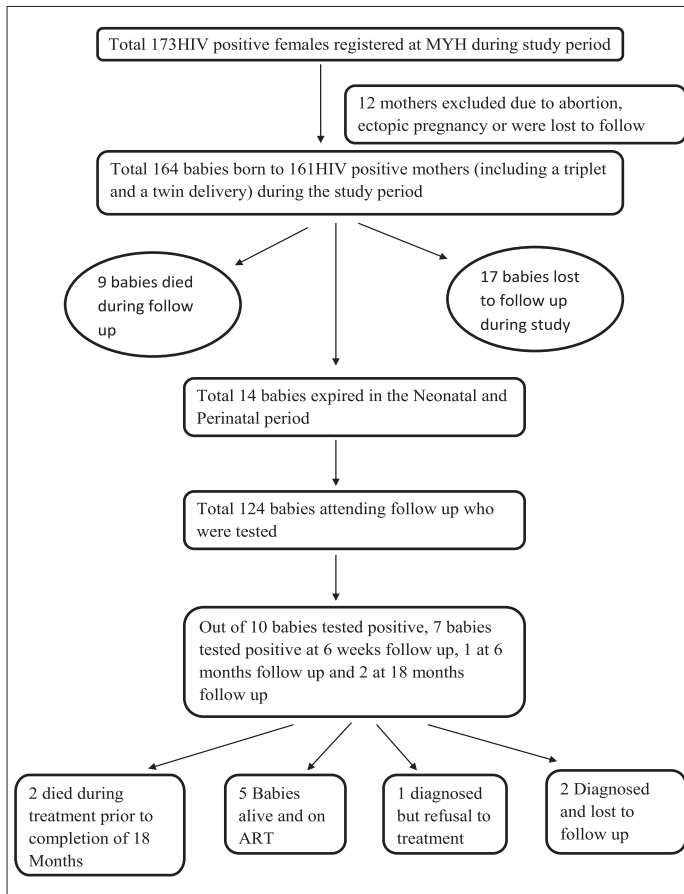 Total 173HIV positive females registered at MYH during study period
12 mothers excluded due to abortion,
ectopic pregnancy or were lost to follow
Total 164 babies born to 161HIV positive mothers (including a triplet
and a twin delivery) during the study period
9 babies died
during follow
up
17 babies lost
to follow up
during study
Total 14 babies expired in the Neonatal and
Perinatal period
Total 124 babies attending follow up who
were tested
Out of 10 babies tested positive, 7 babies
tested positive at 6 weeks follow up, 1 at 6
months follow up and 2 at 18 months
follow up
2 died during
treatment prior to
completion of 18
Months
5 Babies
alive and on
ART
1 diagnosed
but refusal to
treatment
2 Diagnosed
and lost to
follow up